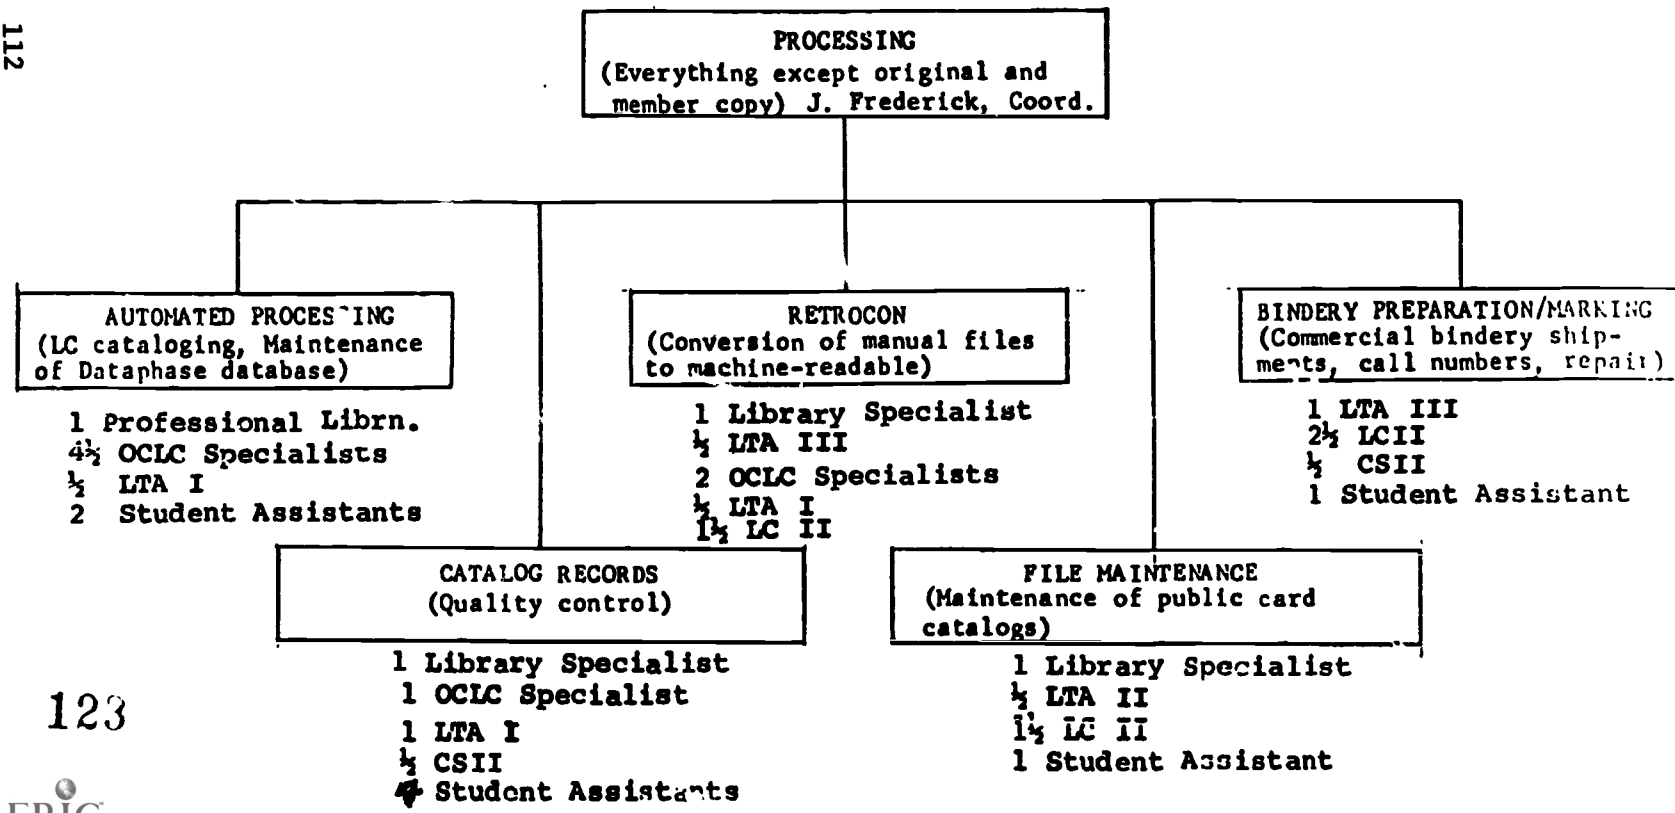 112
PROCESSING
(Everything except original and
member copy) J. Frederick, Coord.
AUTOMATED PROCES ING
(LC cataloging, Maintenance
of Dataphase database)
1 Professional Librn.
4½ OCLC Specialists
½ LTA I
2 Student Assistants
RETROCON
(Conversion of manual files
to machine-readable)
1 Library Specialist
½ LTA III
2 OCLC Specialists
½ LTA I
1½ LC II
BINDERY PREPARATION/MARKING
(Commercial bindery ship-
ments, call numbers, repair)
1 LTA III
2½ LCII
½ CSII
1 Student Assistant
CATALOG RECORDS
(Quality control)
1 Library Specialist
1 OCLC Specialist
1 LTA I
½ CSII
Student Assistants
FILE MAINTENANCE
(Maintenance of public card
catalogs)
1 Library Specialist
½ LTA II
1½ LC II
1 Student Assistant
123
ERIC